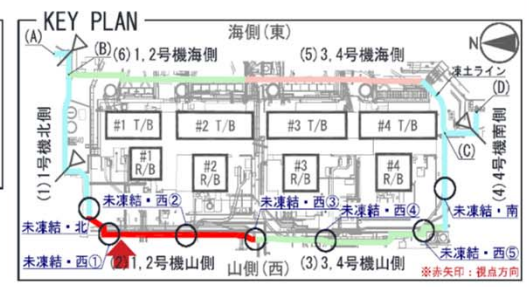 KEY PLAN
海側(東)
N
(A)
(B)
(6)1,2号機海側
(5)3,4号機海側
凍土ライン
(D)
#1 T/B
#2 T/B
#3 T/B
#4 T/B
(C)
(1)1号機北側
(4)4号機南側
#1
R/B
#2
R/B
#3
R/B
#4
R/B
未凍結・北
未凍結・西②
未凍結・西③
未凍結・西④
未凍結・南
未凍結・西①
(2)1,2号機山側
山側(西)
(3)3,4号機山側
未凍結・西⑤
※赤矢印:視点方向